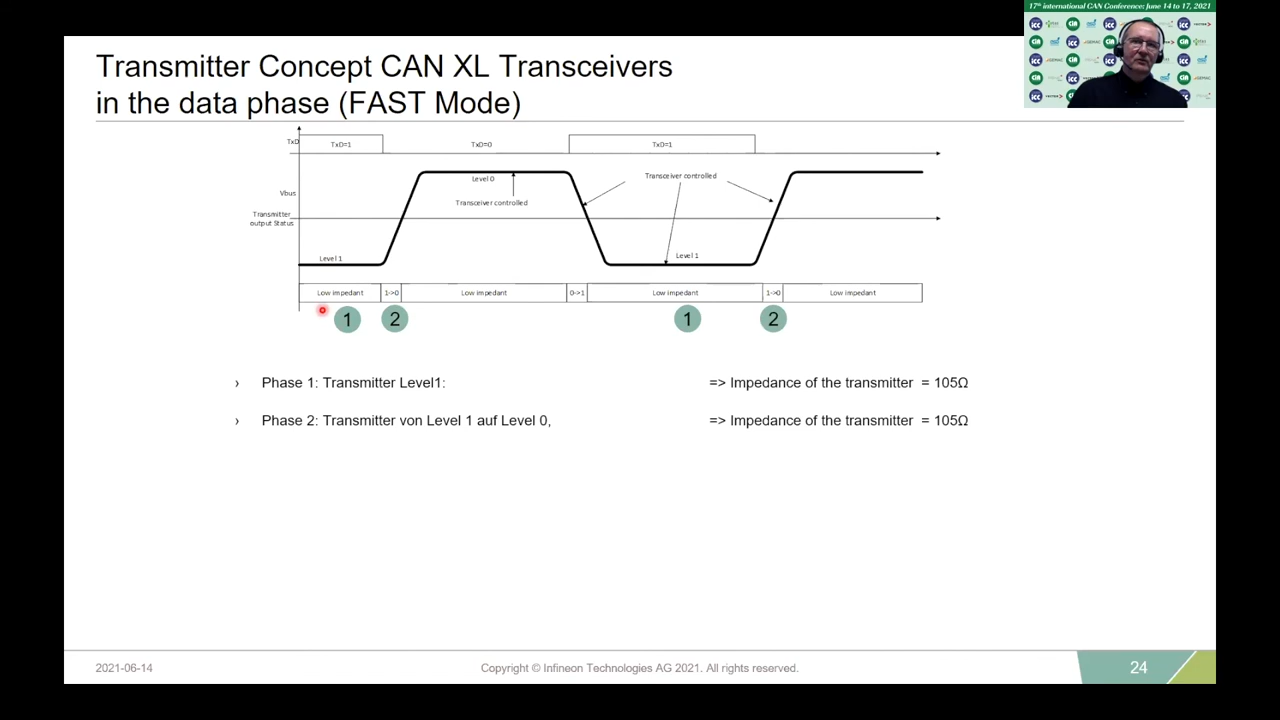 17th international CAN Conference: June 14 to 17, 2021
Transmitter Concept CAN XL Transceivers
in the data phase (FAST Mode)
TxD
TxD=1
TxD=0
TxD=1
Level 0
Transceiver controlled
Vbus
Transceiver controlled
Transmitter
output Status
Level 1
Level 1
Low impedant
1->0
Low impedant
0->1
Low impedant
1->0
Low impedant
1
2
1
2
› Phase 1: Transmitter Level1: => Impedance of the transmitter = 105Ω
› Phase 2: Transmitter von Level 1 auf Level 0, => Impedance of the transmitter = 105Ω
2021-06-14
Copyright © Infineon Technologies AG 2021. All rights reserved.
24